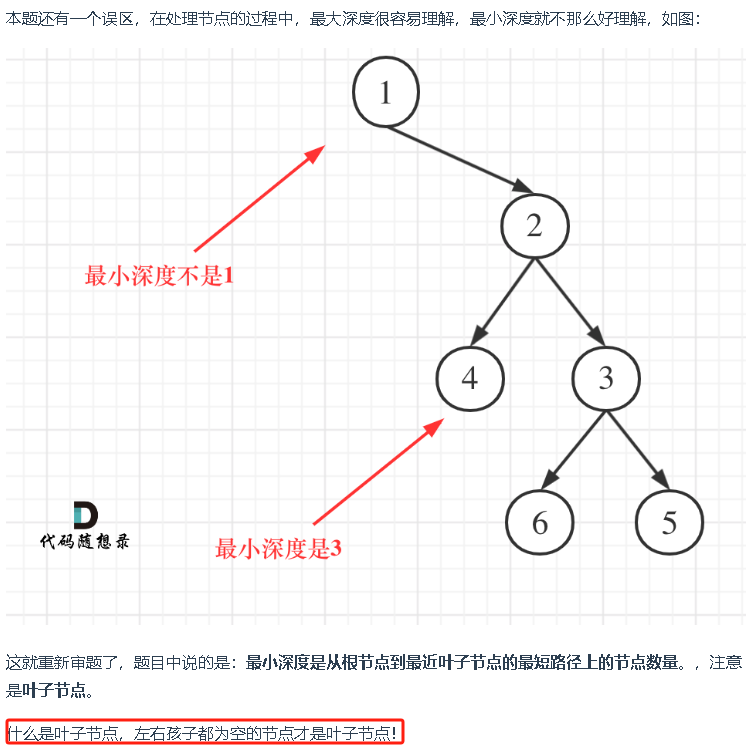 本题还有一个误区，在处理节点的过程中，最大深度很容易理解，最小深度就不那么好理解，如图：
1
2
最小深度不是1
4
3
6
5
代码随想录
最小深度是3
这就重新审题了，题目中说的是：最小深度是从根节点到最近叶子节点的最短路径上的节点数量。，注意
是叶子节点。
什么是叶子节点，左右孩子都为空的节点才是叶子节点！